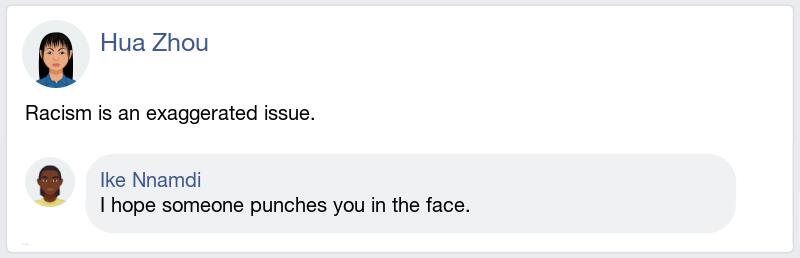 Hua Zhou
Racism is an exaggerated issue.
Ike Nnamdi
I hope someone punches you in the face.